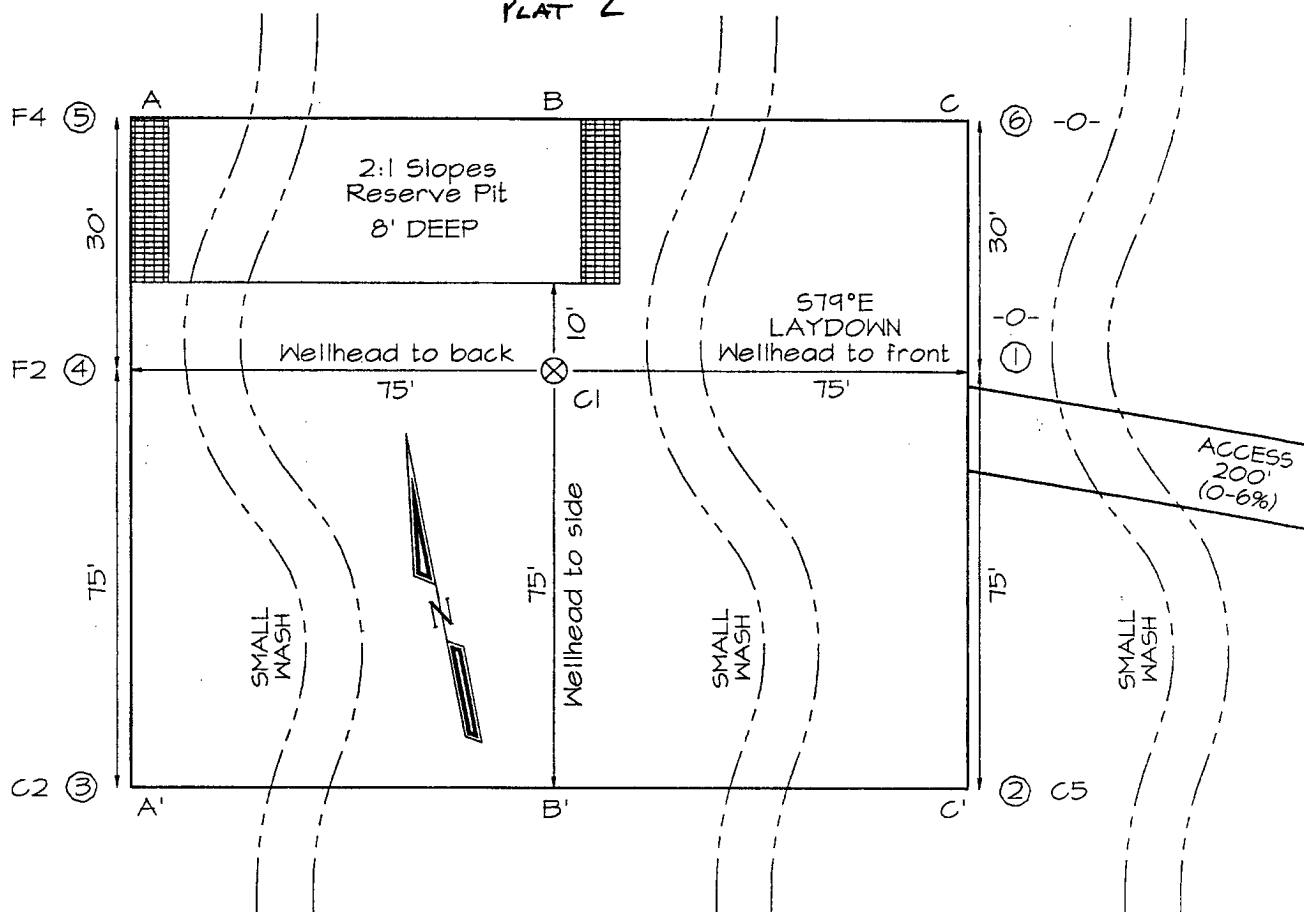 PLAT 2
A B C
F4 ⑤ ⑥ -0-
2:1 Slopes
Reserve Pit
8' DEEP
30' 30'
10'
S79°E
LAYDOWN
-0-
Wellhead to back Wellhead to front
F2 ④ ①
75' 75'
C1
ACCESS
200'
(0-6%)
75' 75' 75'
Wellhead to side
N
SMALL
WASH
SMALL
WASH
SMALL
WASH
C2 ③ ② C5
A' B' C'